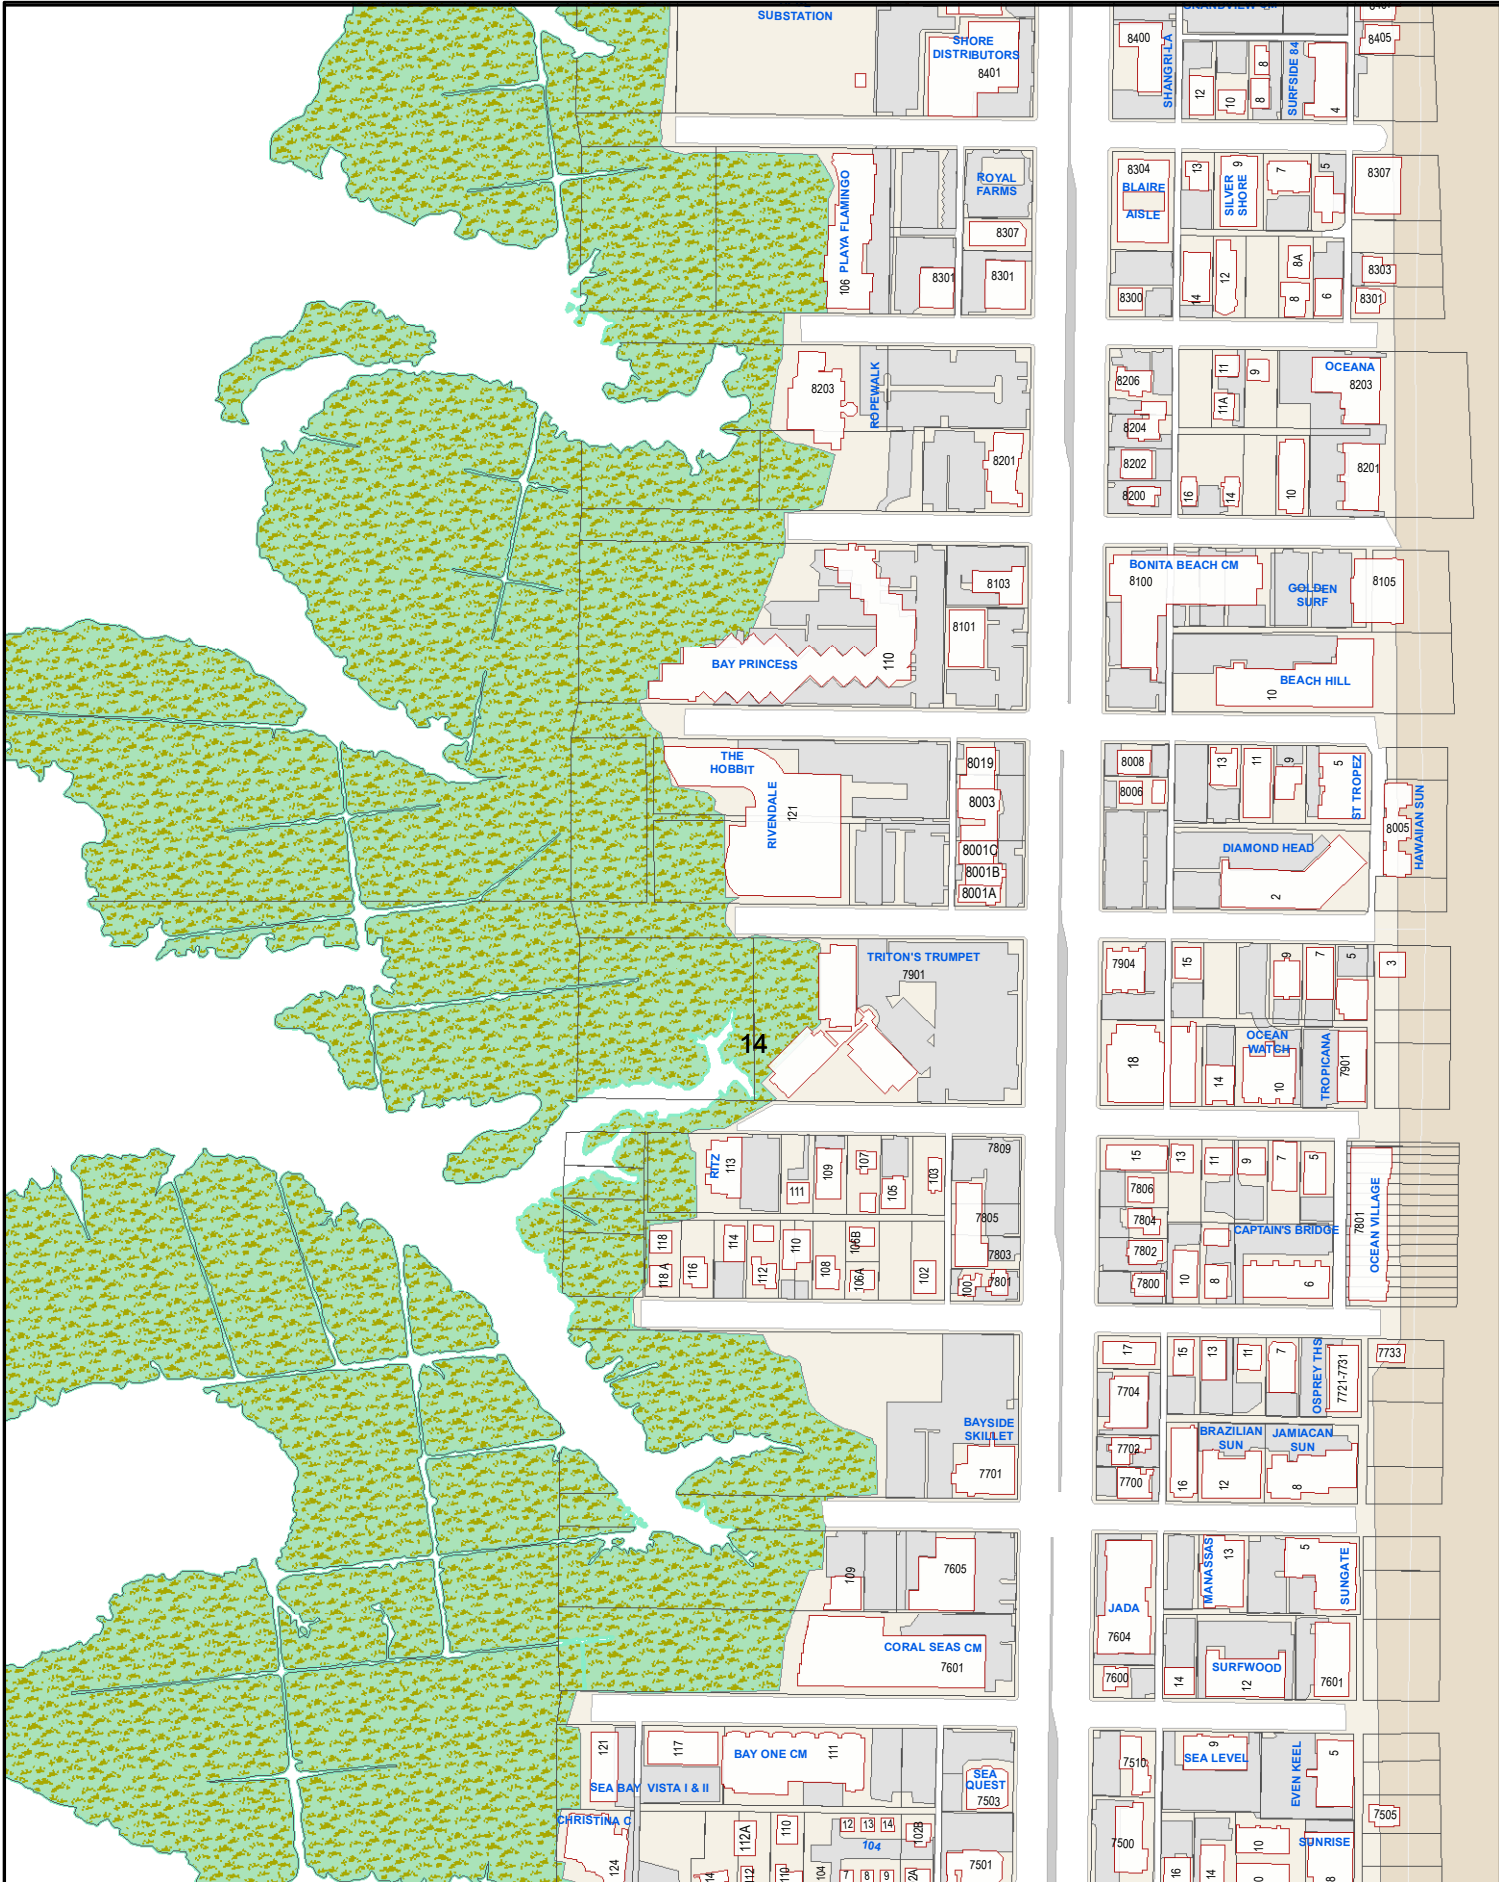 SUBSTATION
SHORE
DISTRIBUTORS
8401
8400
SHANGRI-LA
12
10
8
8
SURFSIDE 84
4
8405
PLAYA FLAMINGO
106
ROYAL
FARMS
8307
8301
8301
8304
BLAIRE
AISLE
8300
13
SILVER
SHORE
9
7
5
8307
14
12
8A
8
6
8303
8301
8203
ROPEWALK
8201
8206
8204
8202
8200
11
11A
9
OCEANA
8203
8201
16
14
10
BAY PRINCESS
110
8103
8101
BONITA BEACH CM
8100
GOLDEN
SURF
8105
BEACH HILL
10
THE
HOBBIT
RIVENDALE
121
8019
8003
8001C
8001B
8001A
8008
8006
13
11
9
5
ST TROPEZ
8005
HAWAIIAN SUN
DIAMOND HEAD
2
TRITON'S TRUMPET
7901
14
7904
15
9
7
5
3
18
14
OCEAN
WATCH
10
TROPICANA
7901
RITZ
113
111
109
107
105
103
7809
7805
7803
7801
118
118 A
116
114
112
110
108
106B
106A
102
100
15
13
11
9
7
5
7806
7804
7802
7800
10
8
CAPTAIN'S BRIDGE
6
7801
OCEAN VILLAGE
BAYSIDE
SKILLET
7701
17
7704
7702
7700
15
13
11
7
OSPREY THS
7721-7731
7733
BRAZILIAN
SUN
JAMIACAN
SUN
16
12
8
109
7605
CORAL SEAS CM
7601
JADA
7604
7600
MANASSAS
13
5
SUNGATE
14
SURFWOOD
12
7601
121
117
BAY ONE CM
111
SEA BAY VISTA I & II
SEA
QUEST
7503
CHRISTINA C
124
112A
110
12
13
14
102B
104
104
7
8
9
7501
7510
7500
9
SEA LEVEL
EVEN KEEL
5
7505
10
SUNRISE
16
14
8